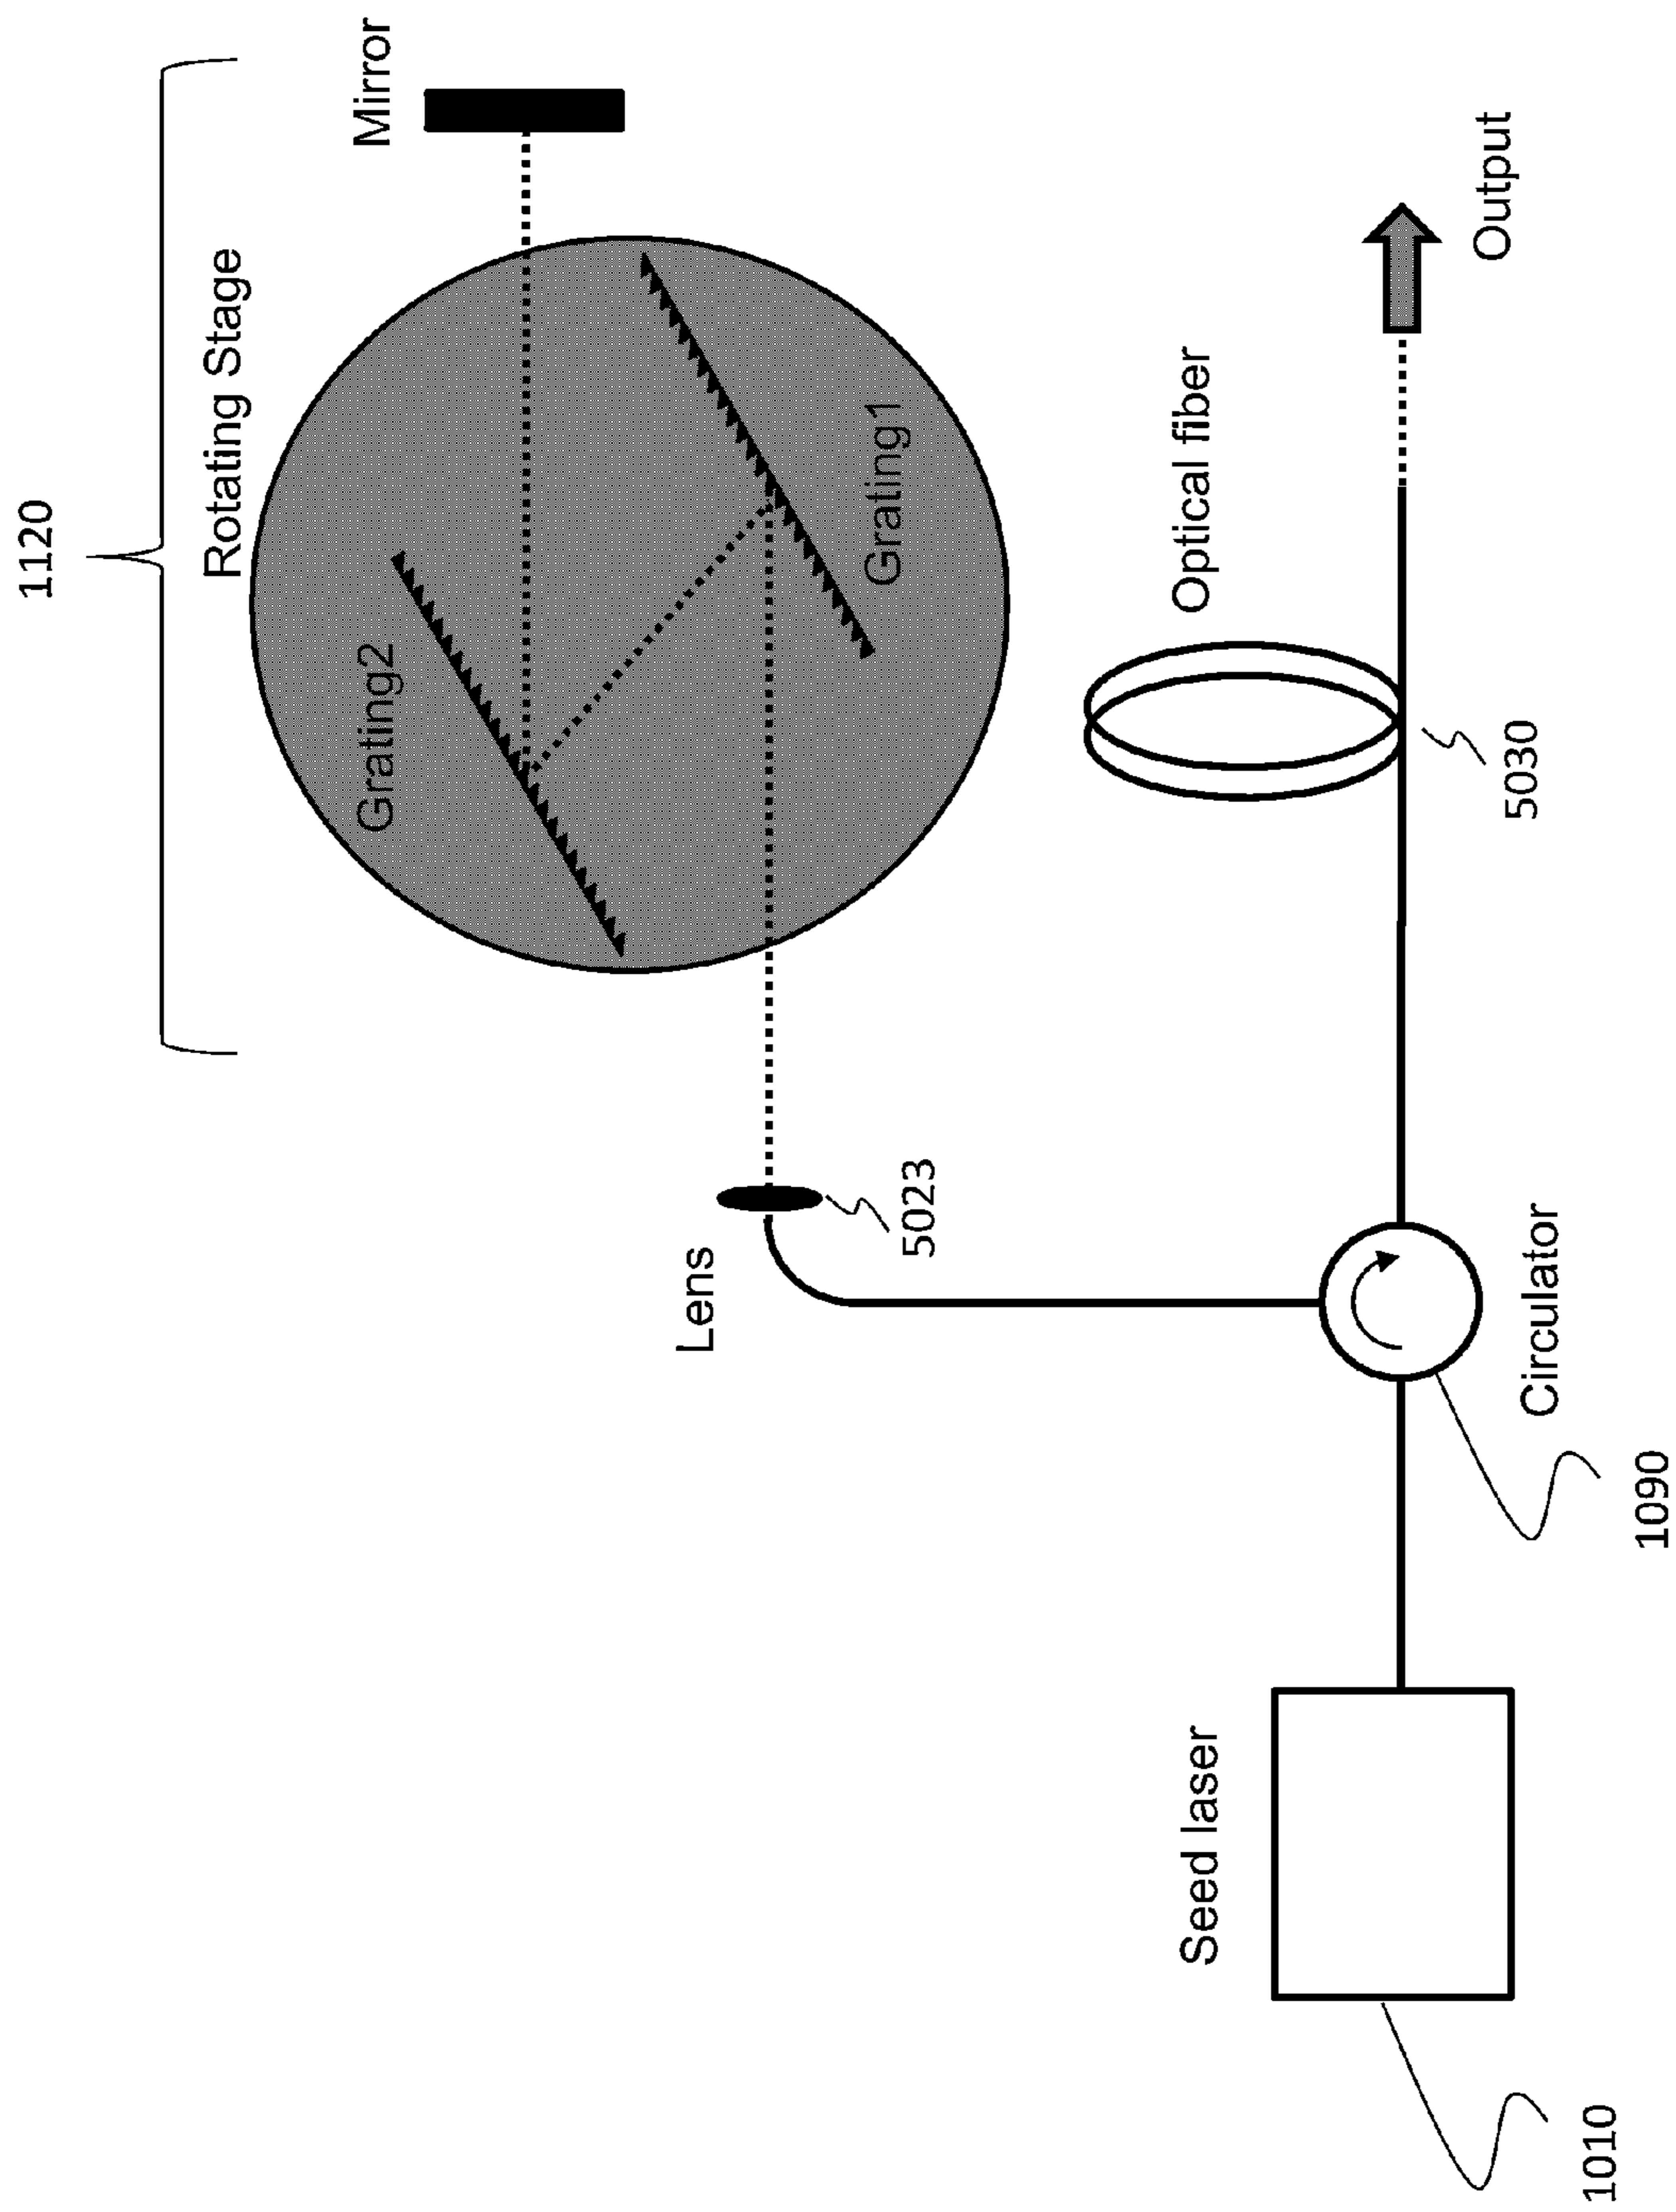 1120
Rotating Stage
Mirror
Grating2
Grating1
Lens
5023
Optical fiber
5030
Output
Seed laser
1010
Circulator
1090